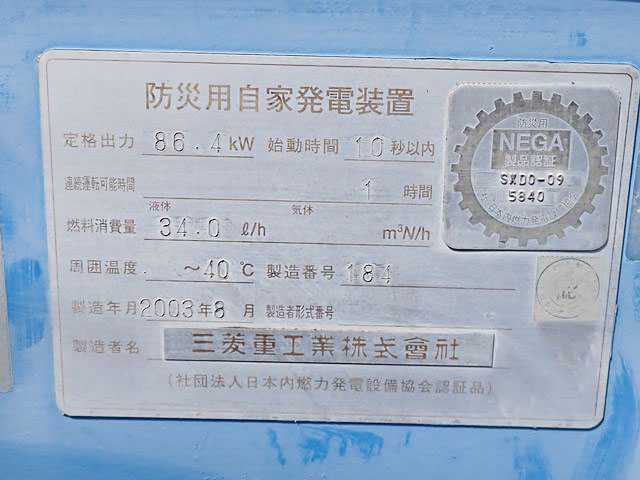 防災用自家発電装置
定格出力 86.4 kW 始動時間 10 秒以内
連続運転可能時間 1 時間
燃料消費量 液体 34.0 ℓ/h 気体 m³N/h
周囲温度 ~40 ℃ 製造番号 184
製造年月 2003年8月 製造者形式番号
製造者名 三菱重工業株式會社
(社団法人日本内燃力発電設備協会認証品)
防災用
NEGA
製品認証
SXDO-09
5840